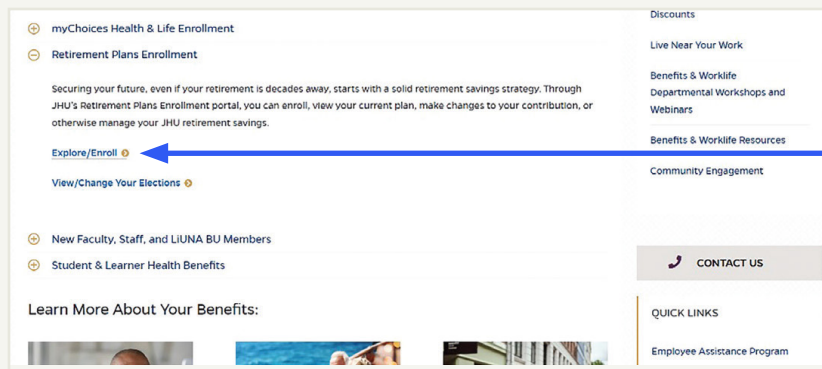 myChoices Health & Life Enrollment
Retirement Plans Enrollment
Securing your future, even if your retirement is decades away, starts with a solid retirement savings strategy. Through
JHU's Retirement Plans Enrollment portal, you can enroll, view your current plan, make changes to your contribution, or
otherwise manage your JHU retirement savings.
Explore/Enroll
View/Change Your Elections
New Faculty, Staff, and LiUNA BU Members
Student & Learner Health Benefits
Learn More About Your Benefits:
Discounts
Live Near Your Work
Benefits & Worklife
Departmental Workshops and
Webinars
Benefits & Worklife Resources
Community Engagement
CONTACT US
QUICK LINKS
Employee Assistance Program